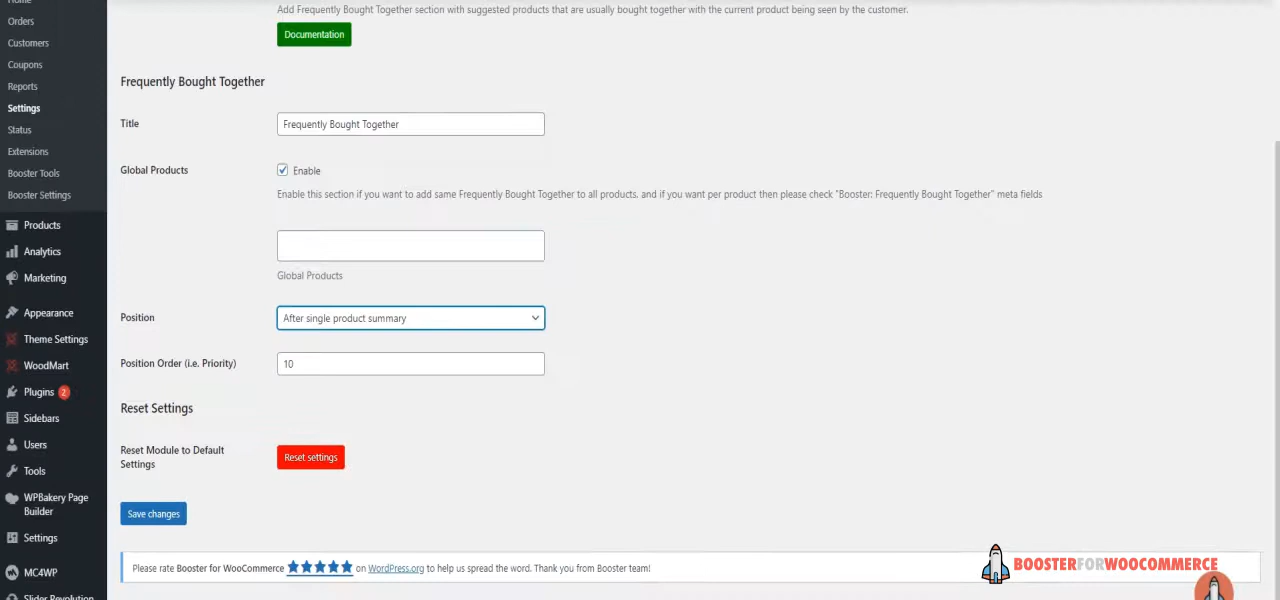 Home
Orders
Customers
Coupons
Reports
Settings
Status
Extensions
Booster Tools
Booster Settings
Products
Analytics
Marketing
Appearance
Theme Settings
WoodMart
Plugins 2
Sidebars
Users
Tools
WPBakery Page
Builder
Settings
MC4WP
Slider Revolution
Add Frequently Bought Together section with suggested products that are usually bought together with the current product being seen by the customer.
Documentation
Frequently Bought Together
Title
Frequently Bought Together
Global Products
Enable
Enable this section if you want to add same Frequently Bought Together to all products, and if you want per product then please check "Booster: Frequently Bought Together" meta fields
Global Products
Position
After single product summary
Position Order (i.e. Priority)
10
Reset Settings
Reset Module to Default
Settings
Reset settings
Save changes
Please rate Booster for WooCommerce ★★★★★ on WordPress.org to help us spread the word. Thank you from Booster team!
BOOSTERFORWOOCOMMERCE